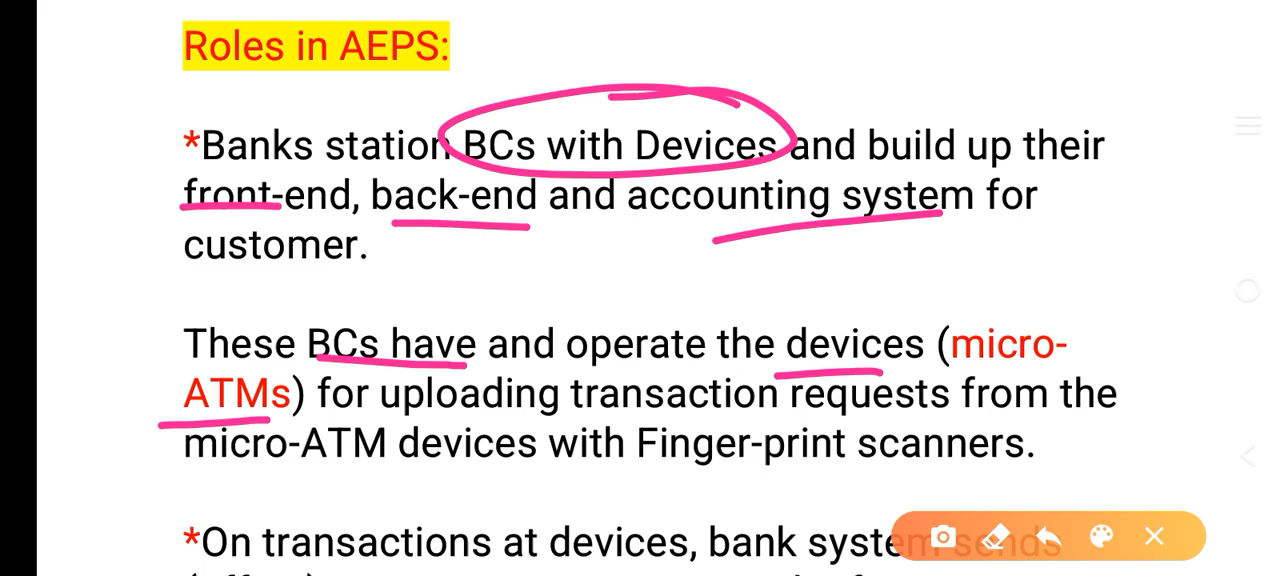 Roles in AEPS:
*Banks station BCs with Devices and build up their
front-end, back-end and accounting system for
customer.
These BCs have and operate the devices (micro-
ATMs) for uploading transaction requests from the
micro-ATM devices with Finger-print scanners.
*On transactions at devices, bank system sends